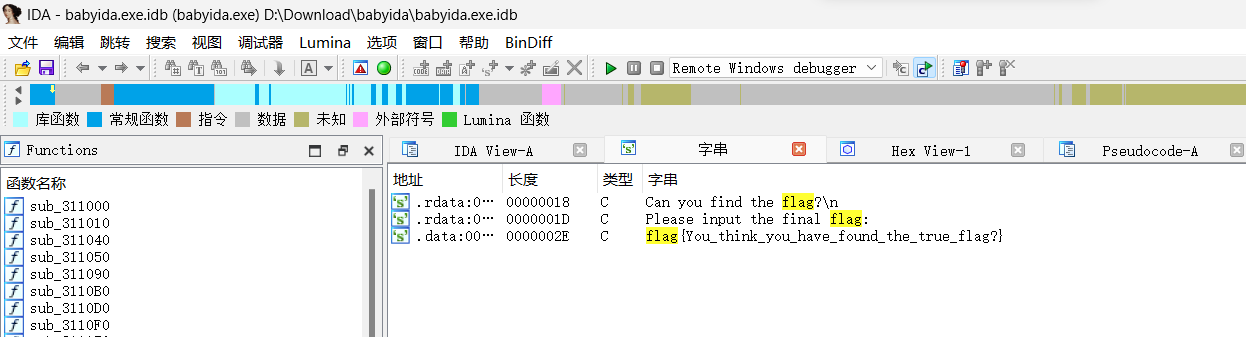 IDA - babyida.exe.idb (babyida.exe) D:\Download\babyida\babyida.exe.idb
文件 编辑 跳转 搜索 视图 调试器 Lumina 选项 窗口 帮助 BinDiff
Remote Windows debugger
库函数 常规函数 指令 数据 未知 外部符号 Lumina 函数
Functions
IDA View-A 字串 Hex View-1 Pseudocode-A
函数名称
sub_311000
sub_311010
sub_311040
sub_311050
sub_311090
sub_3110B0
sub_3110D0
sub_3110F0
地址 长度 类型 字串
.rdata:0… 00000018 C Can you find the flag?\n
.rdata:0… 0000001D C Please input the final flag:
.data:00… 0000002E C flag{You_think_you_have_found_the_true_flag?}